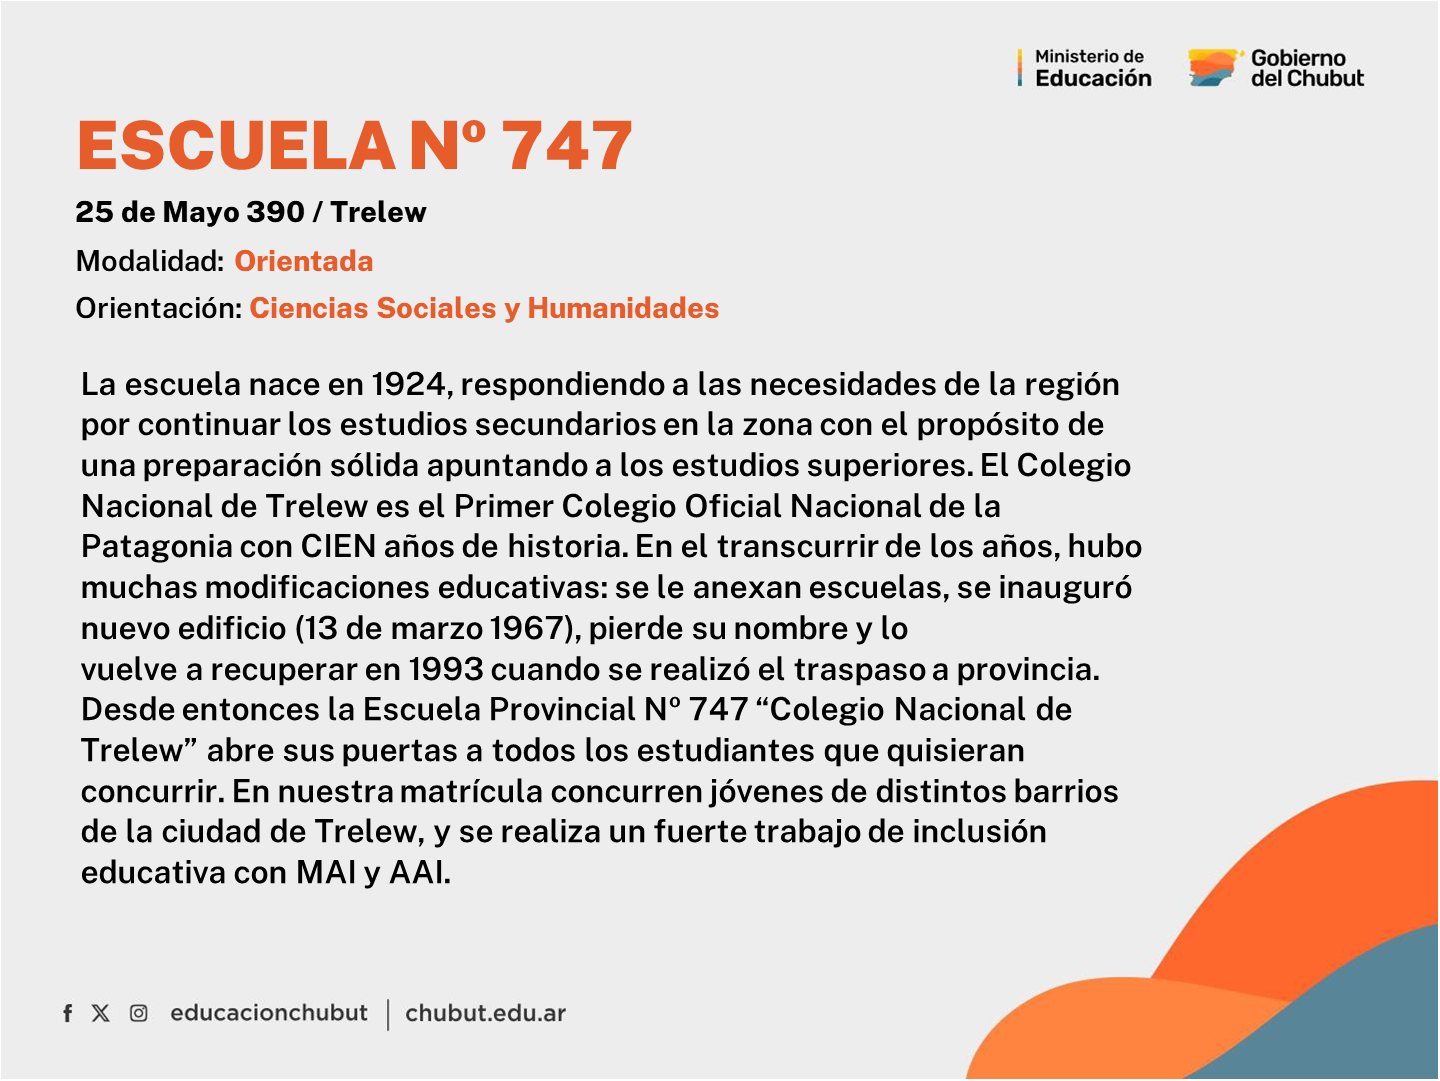 Ministerio de
Educación
Gobierno
del Chubut
ESCUELA Nº 747
25 de Mayo 390 / Trelew
Modalidad: Orientada
Orientación: Ciencias Sociales y Humanidades
La escuela nace en 1924, respondiendo a las necesidades de la región
por continuar los estudios secundarios en la zona con el propósito de
una preparación sólida apuntando a los estudios superiores. El Colegio
Nacional de Trelew es el Primer Colegio Oficial Nacional de la
Patagonia con CIEN años de historia. En el transcurrir de los años, hubo
muchas modificaciones educativas: se le anexan escuelas, se inauguró
nuevo edificio (13 de marzo 1967), pierde su nombre y lo
vuelve a recuperar en 1993 cuando se realizó el traspaso a provincia.
Desde entonces la Escuela Provincial Nº 747 “Colegio Nacional de
Trelew” abre sus puertas a todos los estudiantes que quisieran
concurrir. En nuestra matrícula concurren jóvenes de distintos barrios
de la ciudad de Trelew, y se realiza un fuerte trabajo de inclusión
educativa con MAI y AAI.
educacionchubut | chubut.edu.ar